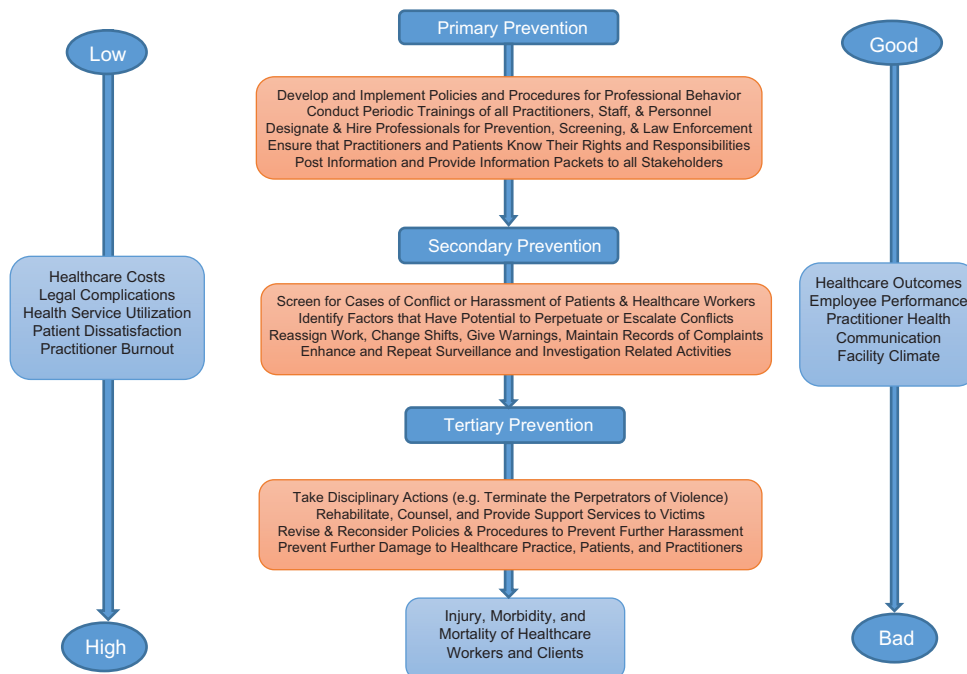 Primary Prevention
Low
Good
Develop and Implement Policies and Procedures for Professional Behavior
Conduct Periodic Trainings of all Practitioners, Staff, & Personnel
Designate & Hire Professionals for Prevention, Screening, & Law Enforcement
Ensure that Practitioners and Patients Know Their Rights and Responsibilities
Post Information and Provide Information Packets to all Stakeholders
Secondary Prevention
Healthcare Costs
Legal Complications
Health Service Utilization
Patient Dissatisfaction
Practitioner Burnout
Screen for Cases of Conflict or Harassment of Patients & Healthcare Workers
Identify Factors that Have Potential to Perpetuate or Escalate Conflicts
Reassign Work, Change Shifts, Give Warnings, Maintain Records of Complaints
Enhance and Repeat Surveillance and Investigation Related Activities
Healthcare Outcomes
Employee Performance
Practitioner Health
Communication
Facility Climate
Tertiary Prevention
Take Disciplinary Actions (e.g. Terminate the Perpetrators of Violence)
Rehabilitate, Counsel, and Provide Support Services to Victims
Revise & Reconsider Policies & Procedures to Prevent Further Harassment
Prevent Further Damage to Healthcare Practice, Patients, and Practitioners
Injury, Morbidity, and
Mortality of Healthcare
Workers and Clients
High
Bad